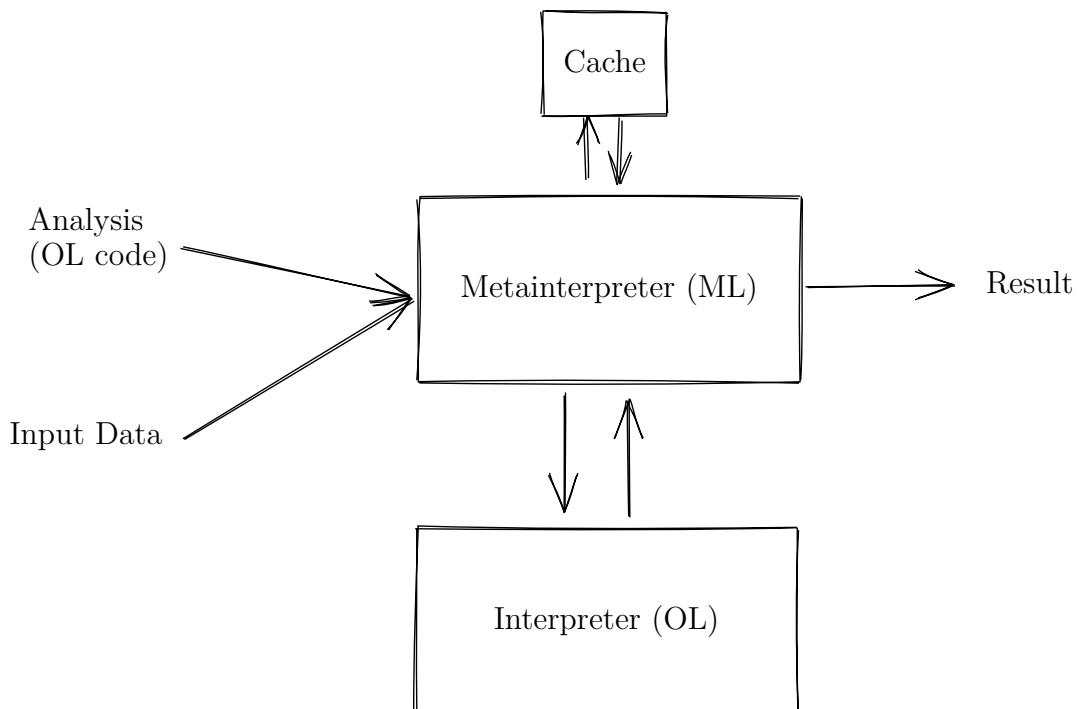 Cache
Analysis
(OL code)
Metainterpreter (ML)
Result
Input Data
Interpreter (OL)